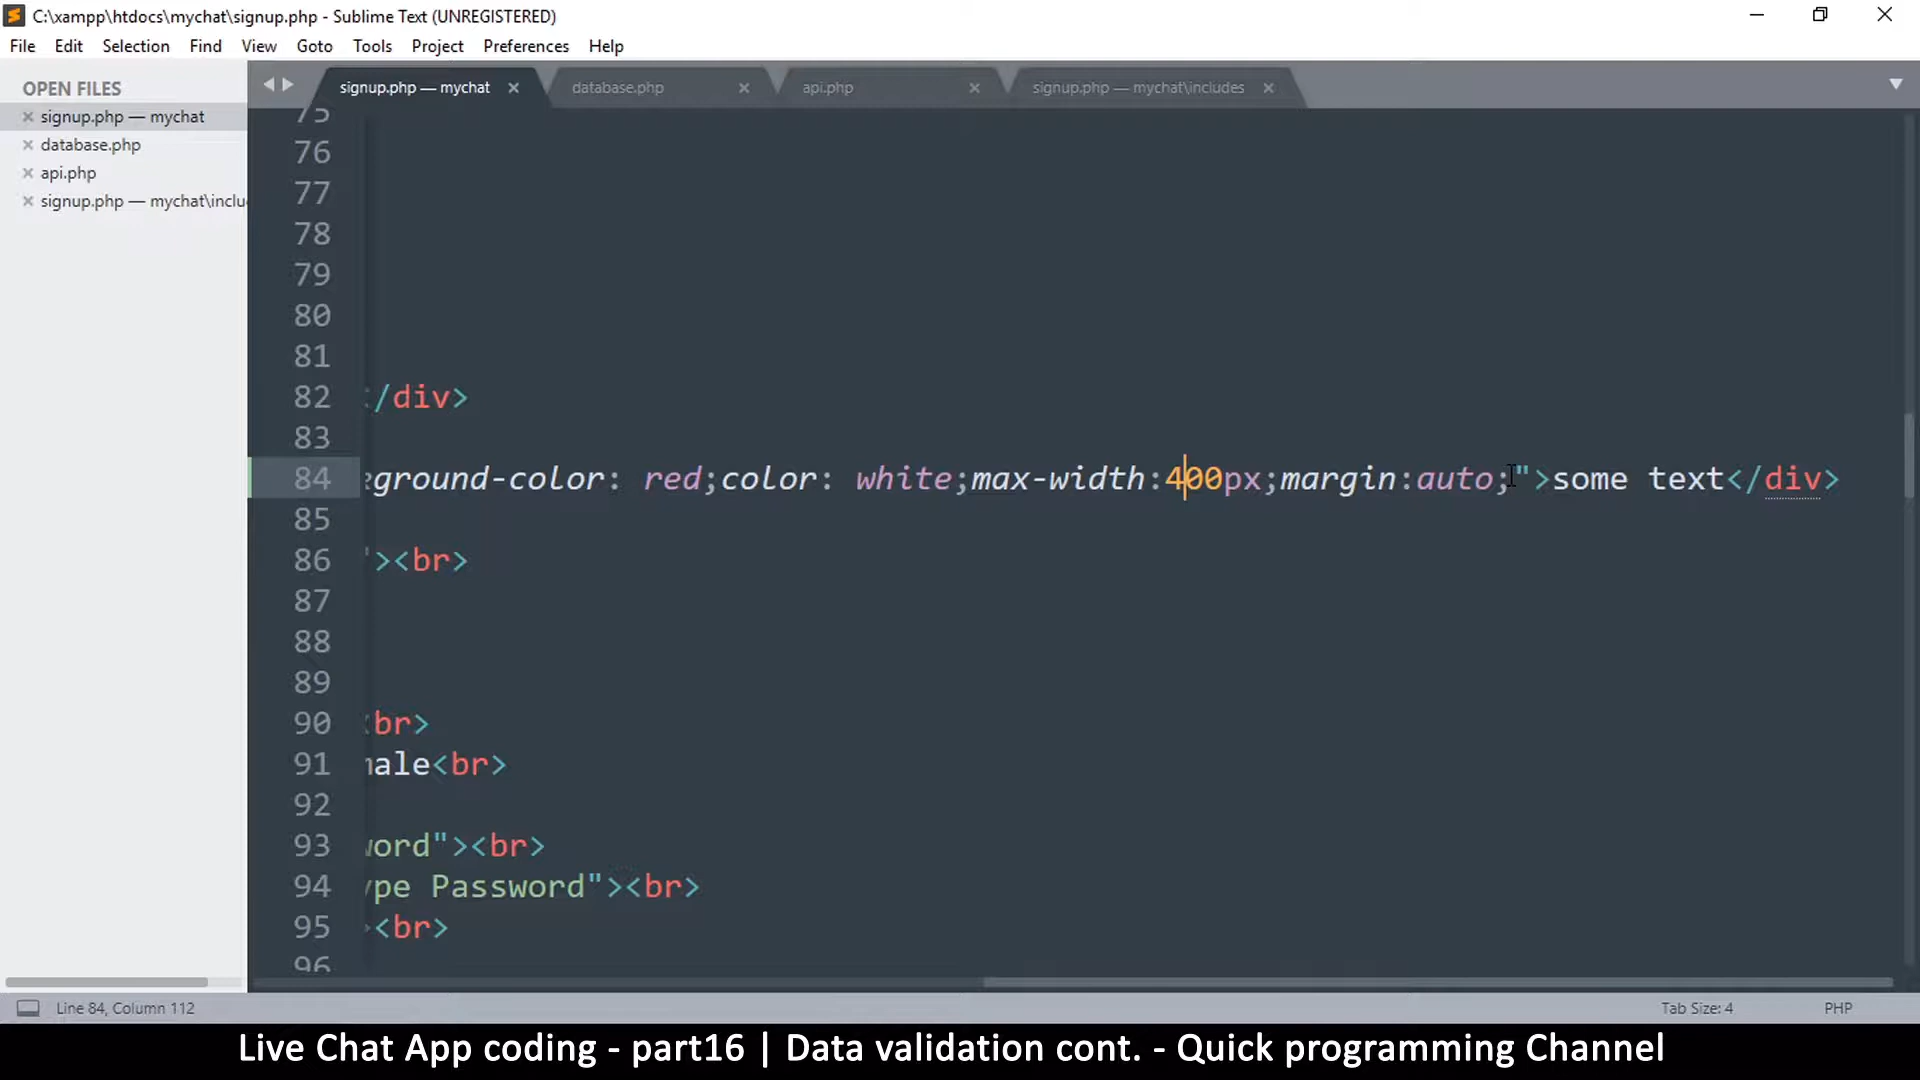 C:\xampp\htdocs\mychat\signup.php - Sublime Text (UNREGISTERED)
File Edit Selection Find View Goto Tools Project Preferences Help
OPEN FILES
signup.php — mychat
database.php
api.php
signup.php — mychat\inclu
signup.php — mychat database.php api.php signup.php — mychat\includes
75
76
77
78
79
80
81
82 /div>
83
84 ground-color: red;color: white;max-width:400px;margin:auto;">some text</div>
85
86 "><br>
87
88
89
90 <br>
91 male<br>
92
93 word"><br>
94 ype Password"><br>
95 ><br>
96
Line 84, Column 112 Tab Size: 4 PHP
Live Chat App coding - part16 | Data validation cont. - Quick programming Channel